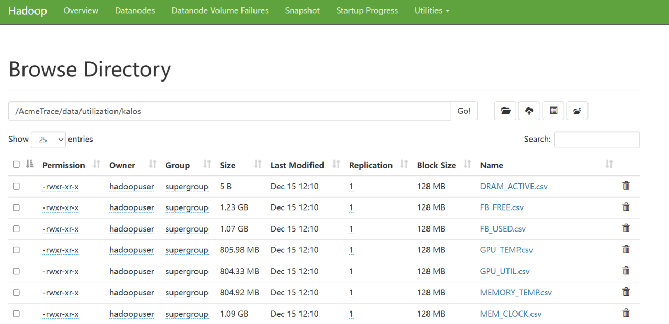 Hadoop Overview Datanodes Datanode Volume Failures Snapshot Startup Progress Utilities
Browse Directory
/AcmeTrace/data/utilization/kalos Go!
Show 25 entries Search:
Permission Owner Group Size Last Modified Replication Block Size Name
-rwxr-xr-x hadoopuser supergroup 5 B Dec 15 12:10 1 128 MB DRAM_ACTIVE.csv
-rwxr-xr-x hadoopuser supergroup 1.23 GB Dec 15 12:10 1 128 MB FB_FREE.csv
-rwxr-xr-x hadoopuser supergroup 1.07 GB Dec 15 12:10 1 128 MB FB_USED.csv
-rwxr-xr-x hadoopuser supergroup 805.98 MB Dec 15 12:10 1 128 MB GPU_TEMP.csv
-rwxr-xr-x hadoopuser supergroup 804.33 MB Dec 15 12:10 1 128 MB GPU_UTIL.csv
-rwxr-xr-x hadoopuser supergroup 804.92 MB Dec 15 12:10 1 128 MB MEMORY_TEMP.csv
-rwxr-xr-x hadoopuser supergroup 1.09 GB Dec 15 12:10 1 128 MB MEM_CLOCK.csv